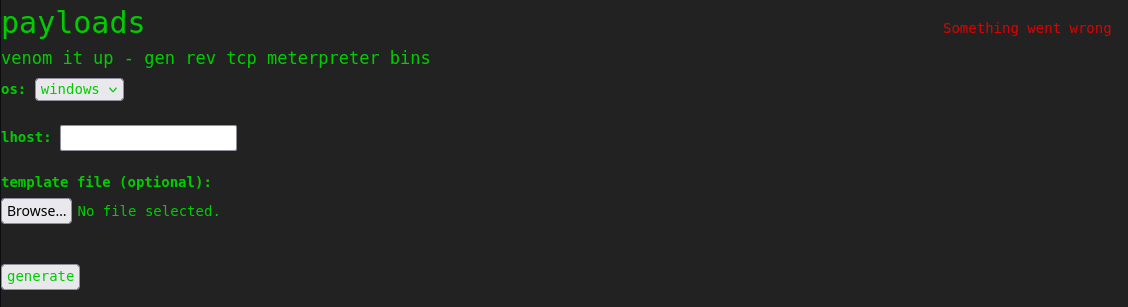 payloads
Something went wrong
venom it up - gen rev tcp meterpreter bins
os: windows
lhost:
template file (optional):
Browse... No file selected.
generate